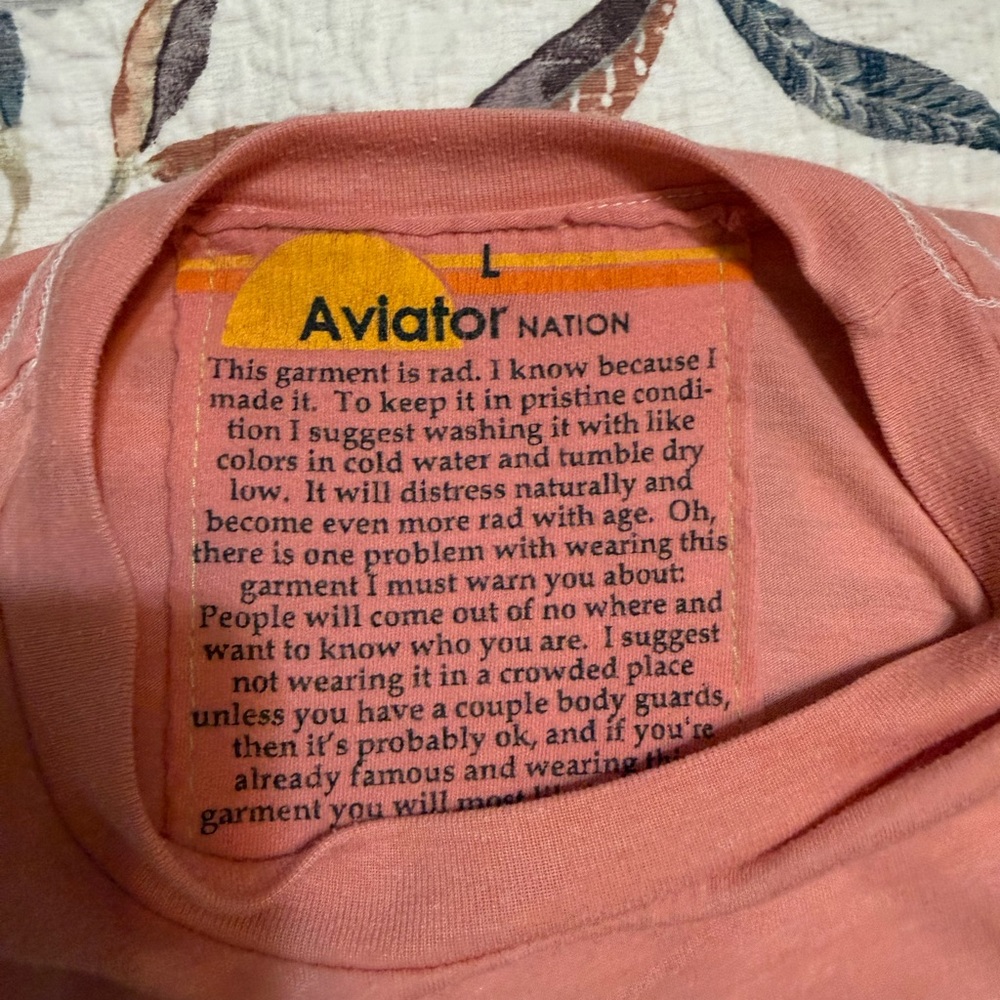 L
Aviator NATION
This garment is rad. I know because I
made it. To keep it in pristine condi-
tion I suggest washing it with like
colors in cold water and tumble dry
low. It will distress naturally and
become even more rad with age. Oh,
there is one problem with wearing this
garment I must warn you about:
People will come out of no where and
want to know who you are. I suggest
not wearing it in a crowded place
unless you have a couple body guards,
then it's probably ok, and if you're
already famous and wearing this
garment you will most